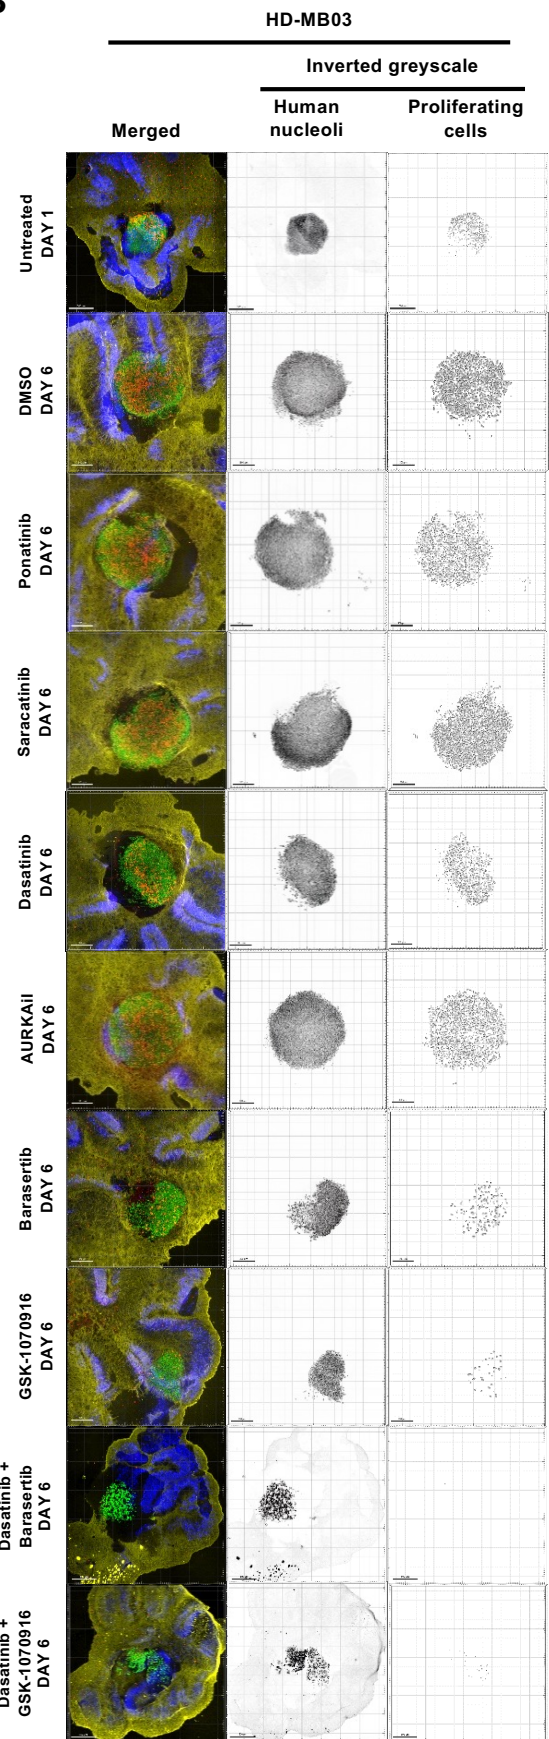 HD-MB03
Inverted greyscale
Merged
Human
nucleoli
Proliferating
cells
Untreated
DAY 1
DMSO
DAY 6
Ponatinib
DAY 6
Saracatinib
DAY 6
Dasatinib
DAY 6
AURKAiI
DAY 6
Barasertib
DAY 6
GSK-1070916
DAY 6
Dasatinib +
Barasertib
DAY 6
Dasatinib +
GSK-1070916
DAY 6